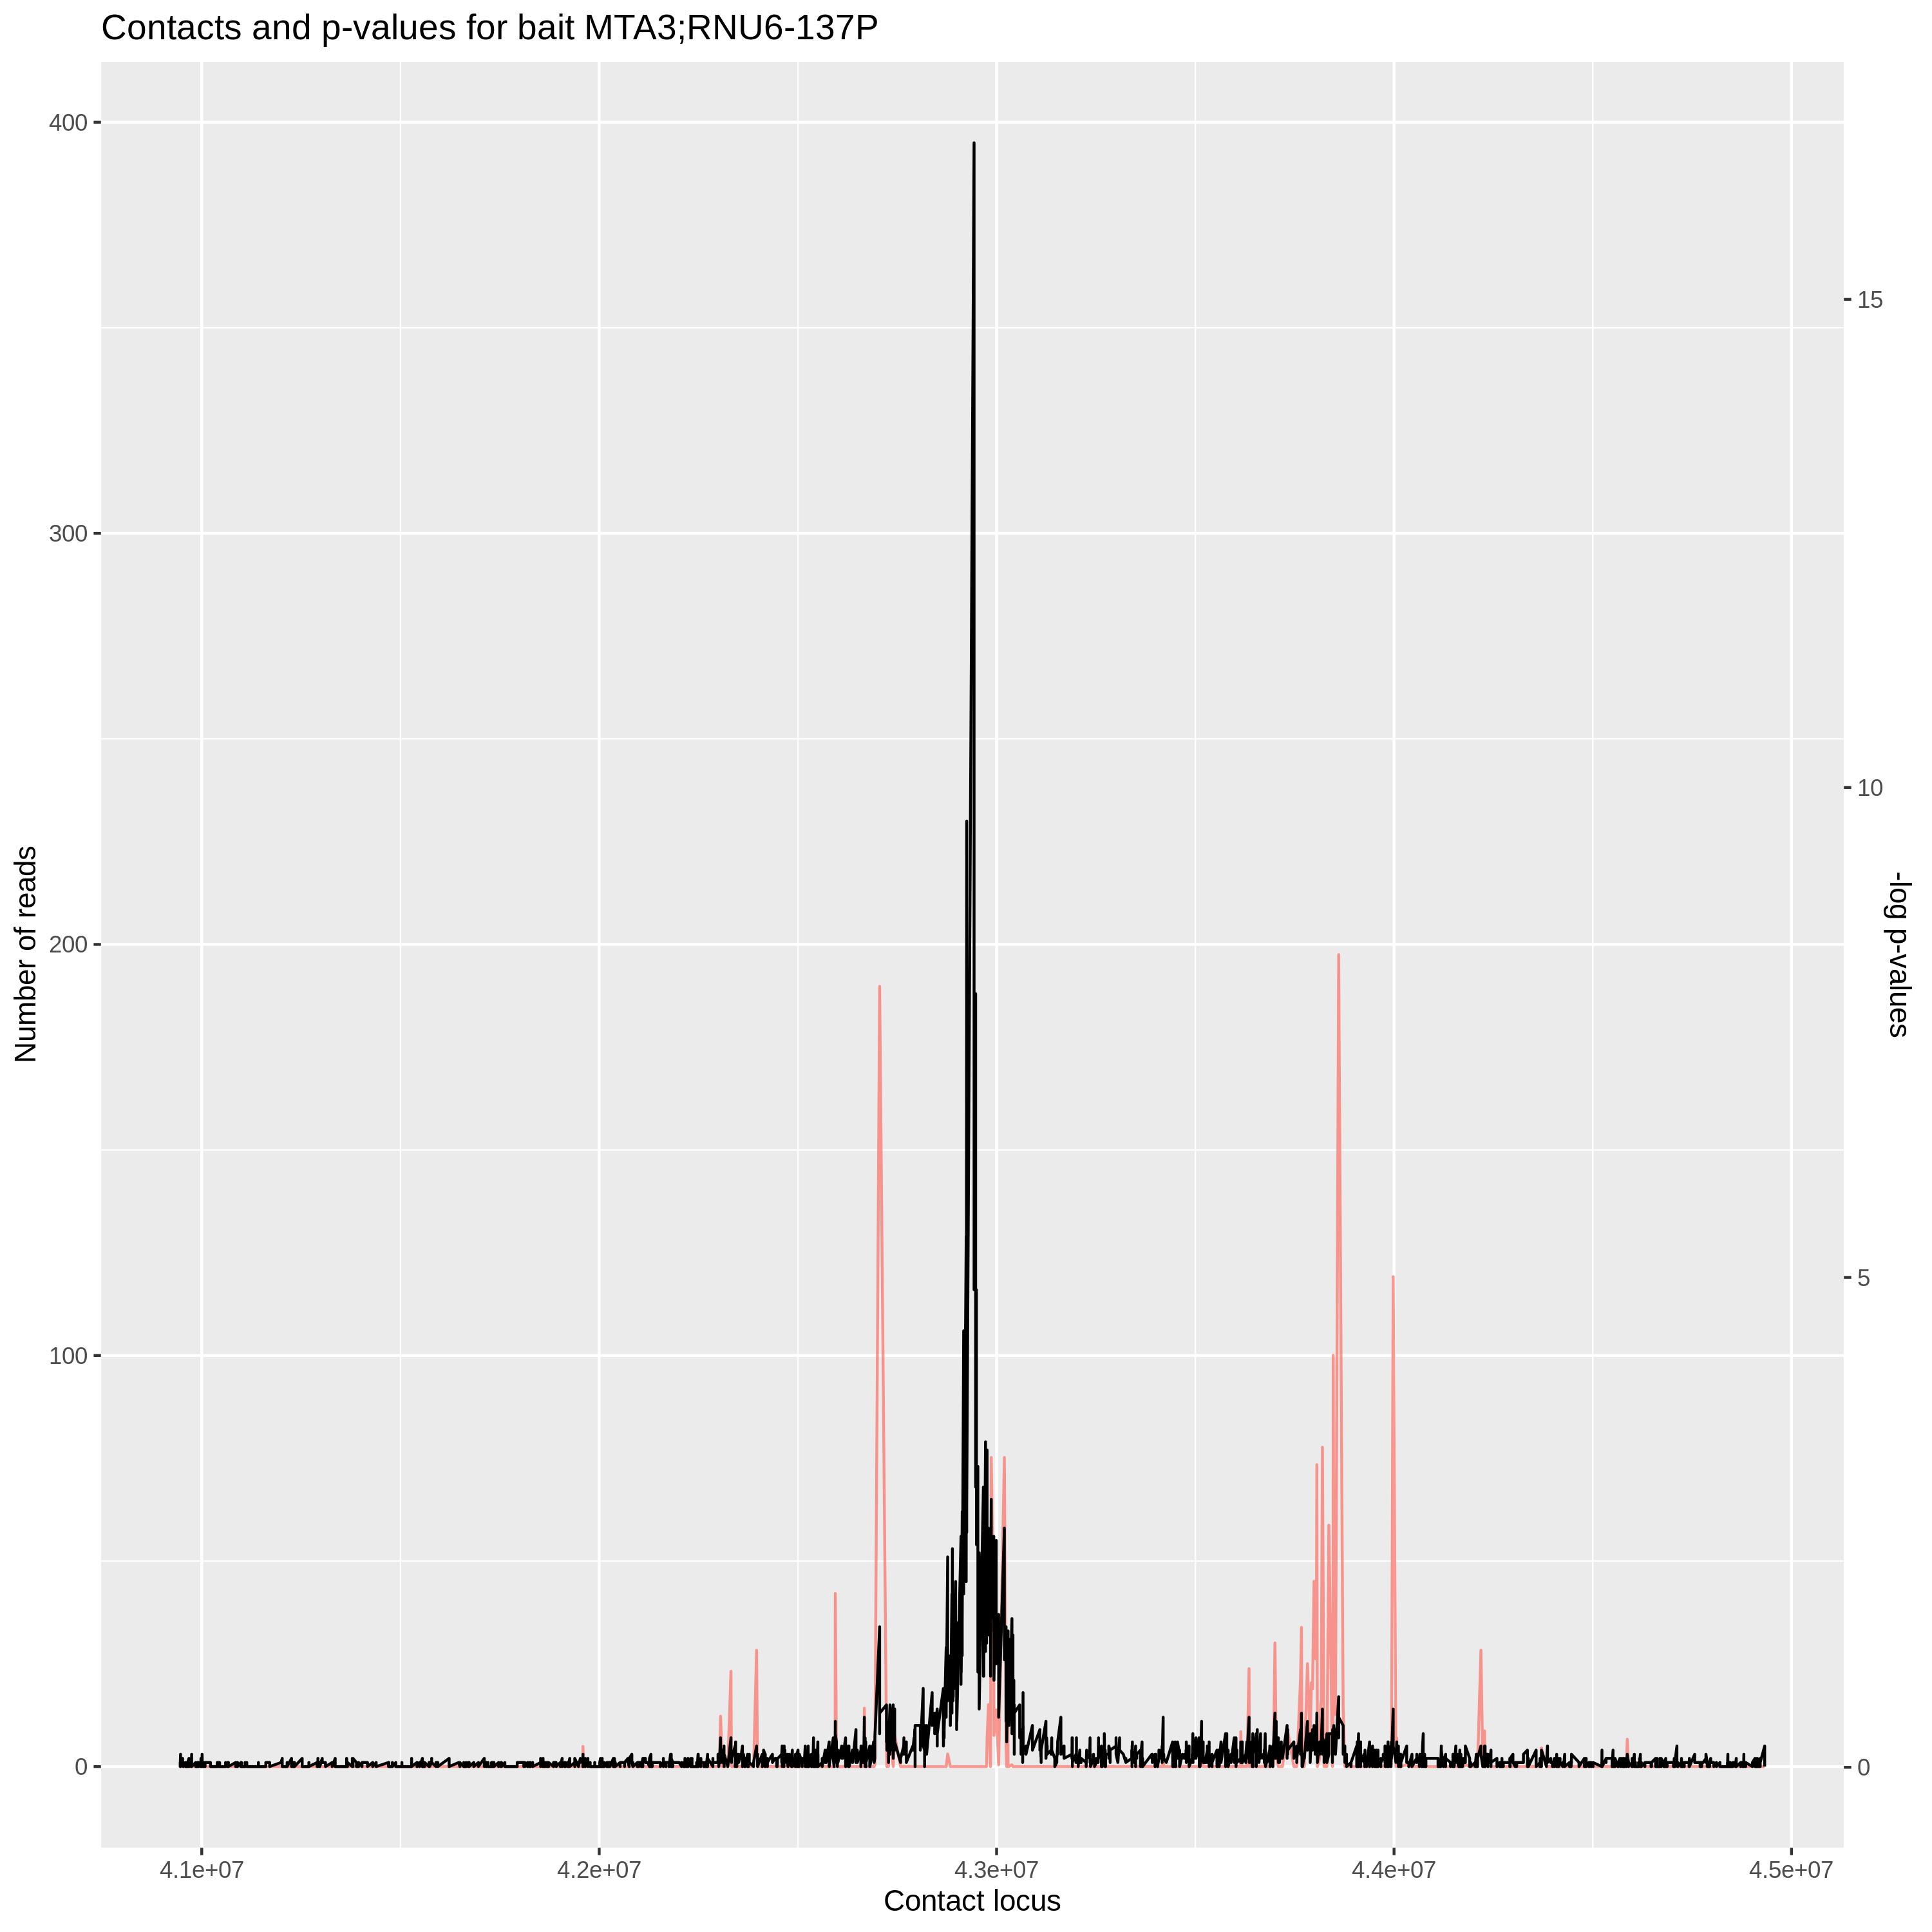 Contacts and p-values for bait MTA3;RNU6-137P
400
300
200
100
0
Number of reads
15
10
5
0
-log p-values
4.1e+07
4.2e+07
4.3e+07
4.4e+07
4.5e+07
Contact locus